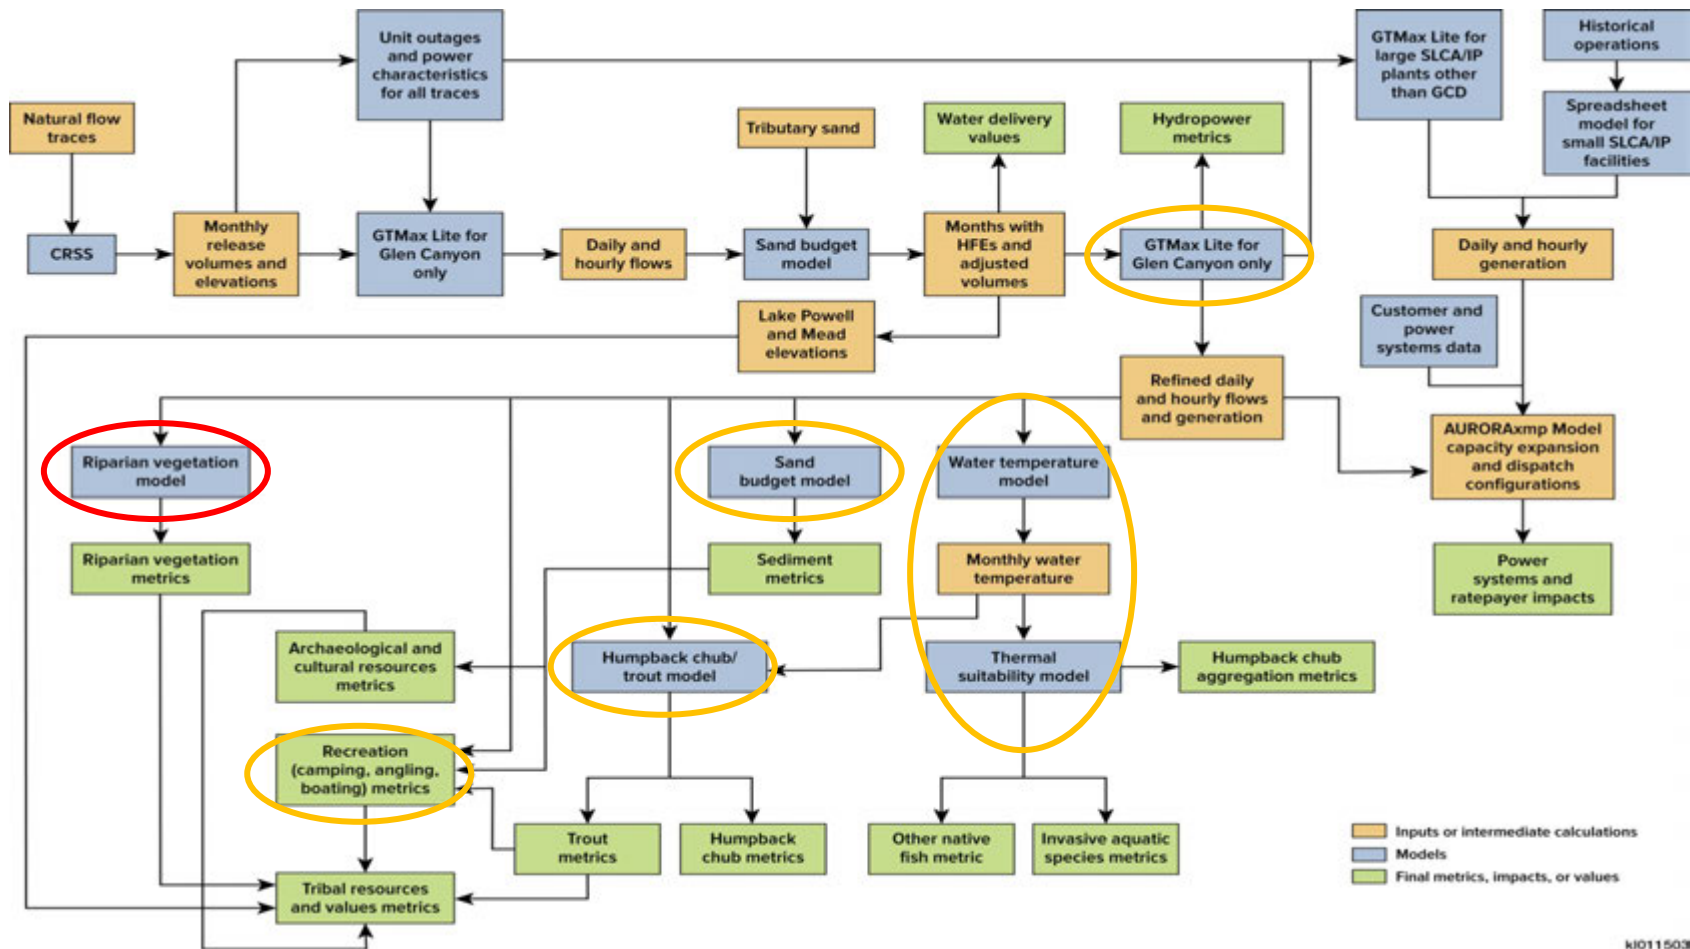 Unit outages
and power
characteristics
for all traces
GTMax Lite for
large SLCA/IP
plants other
than GCD
Historical
operations
Natural flow
traces
Tributary sand
Water delivery
values
Hydropower
metrics
Spreadsheet
model for
small SLCA/IP
facilities
CRSS
Monthly
release
volumes and
elevations
GTMax Lite for
Glen Canyon
only
Daily and
hourly flows
Sand budget
model
Months with
HFEs and
adjusted
volumes
GTMax Lite for
Glen Canyon only
Daily and hourly
generation
Lake Powell
and Mead
elevations
Customer and
power
systems data
Refined daily
and hourly flows
and generation
Riparian vegetation
model
Sand
budget model
Water temperature
model
AURORAxmp Model
capacity expansion
and dispatch
configurations
Riparian vegetation
metrics
Sediment
metrics
Monthly water
temperature
Power
systems and
ratepayer impacts
Archaeological and
cultural resources
metrics
Humpback chub/
trout model
Thermal
suitability model
Humpback chub
aggregation metrics
Recreation
(camping, angling,
boating) metrics
Trout
metrics
Humpback
chub metrics
Other native
fish metric
Invasive aquatic
species metrics
Tribal resources
and values metrics
Inputs or intermediate calculations
Models
Final metrics, impacts, or values
kl011503